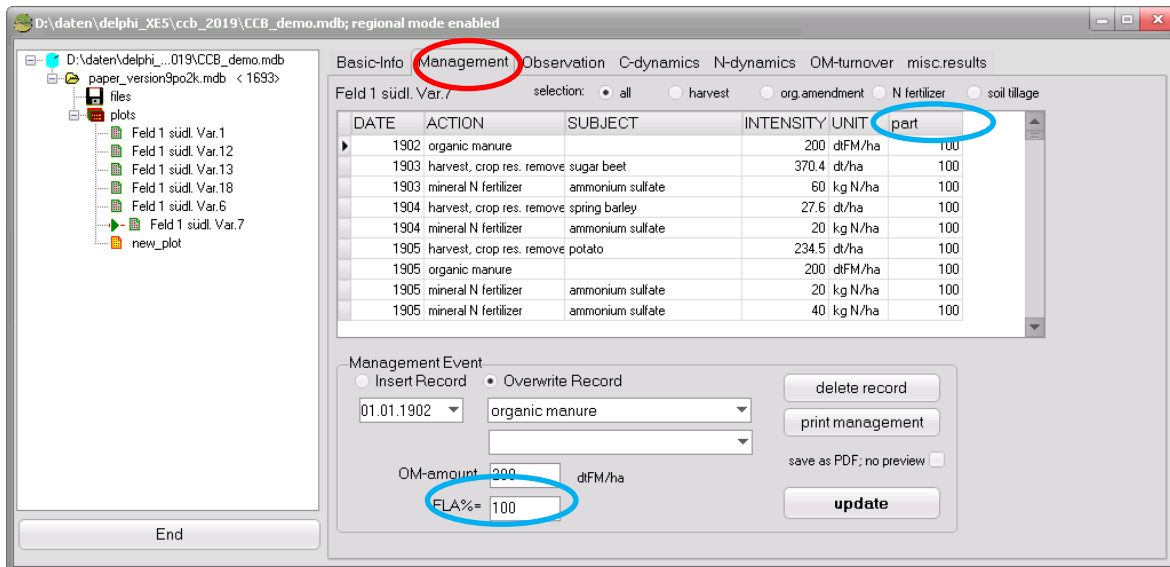 D:\daten\delphi_XE5\ccb_2019\CCB_demo.mdb; regional mode enabled
D:\daten\delphi_...019\CCB_demo.mdb
paper_version9po2k.mdb < 1693>
files
plots
Feld 1 südl. Var.1
Feld 1 südl. Var.12
Feld 1 südl. Var.13
Feld 1 südl. Var.18
Feld 1 südl. Var.6
Feld 1 südl. Var.7
new_plot
End
Basic-Info Management Observation C-dynamics N-dynamics OM-turnover misc.results
Feld 1 südl. Var.7 selection: all harvest org.amendment N fertilizer soil tillage
DATE ACTION SUBJECT INTENSITY UNIT part
1902 organic manure 200 dtFM/ha 100
1903 harvest, crop res. remove sugar beet 370.4 dt/ha 100
1903 mineral N fertilizer ammonium sulfate 60 kg N/ha 100
1904 harvest, crop res. remove spring barley 27.6 dt/ha 100
1904 mineral N fertilizer ammonium sulfate 20 kg N/ha 100
1905 harvest, crop res. remove potato 234.5 dt/ha 100
1905 organic manure 200 dtFM/ha 100
1905 mineral N fertilizer ammonium sulfate 20 kg N/ha 100
1905 mineral N fertilizer ammonium sulfate 40 kg N/ha 100
Management Event
Insert Record Overwrite Record
delete record
01.01.1902 organic manure
print management
save as PDF; no preview
OM-amount 200 dtFM/ha
FLA%= 100
update